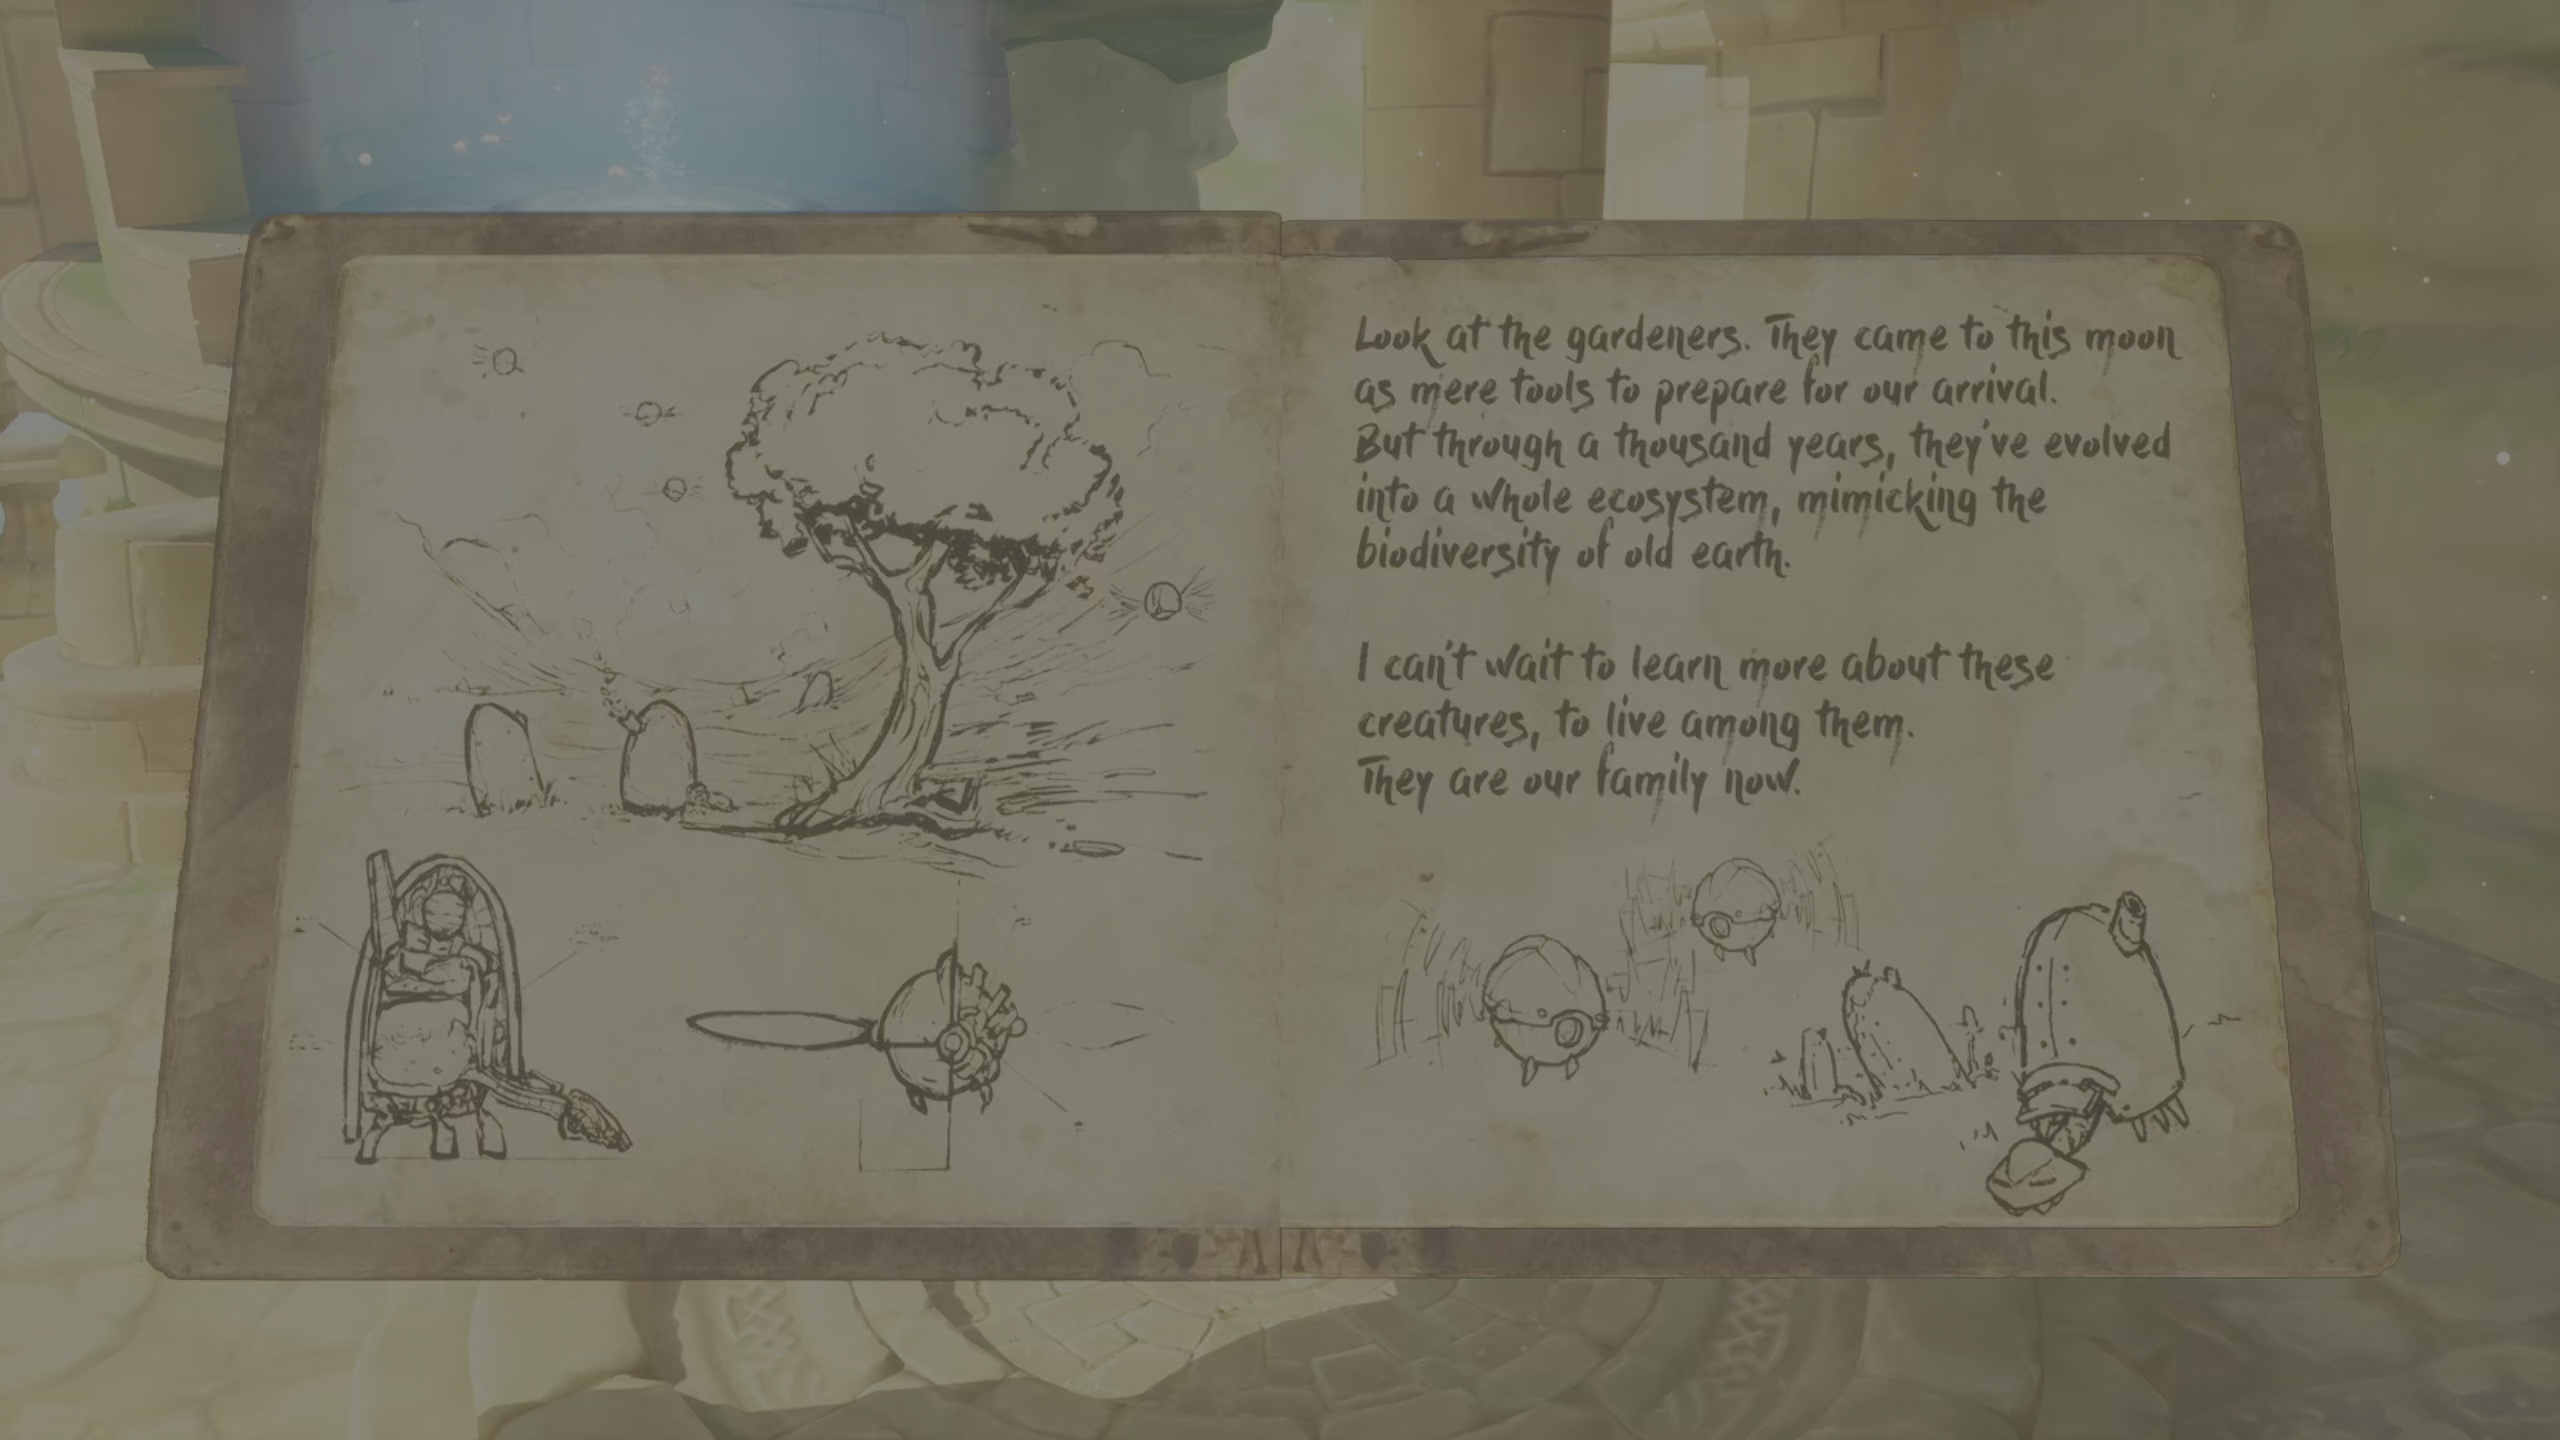 Look at the gardeners. They came to this moon
as mere tools to prepare for our arrival.
But through a thousand years, they've evolved
into a whole ecosystem, mimicking the
biodiversity of old earth.
I can't wait to learn more about these
creatures, to live among them.
They are our family now.